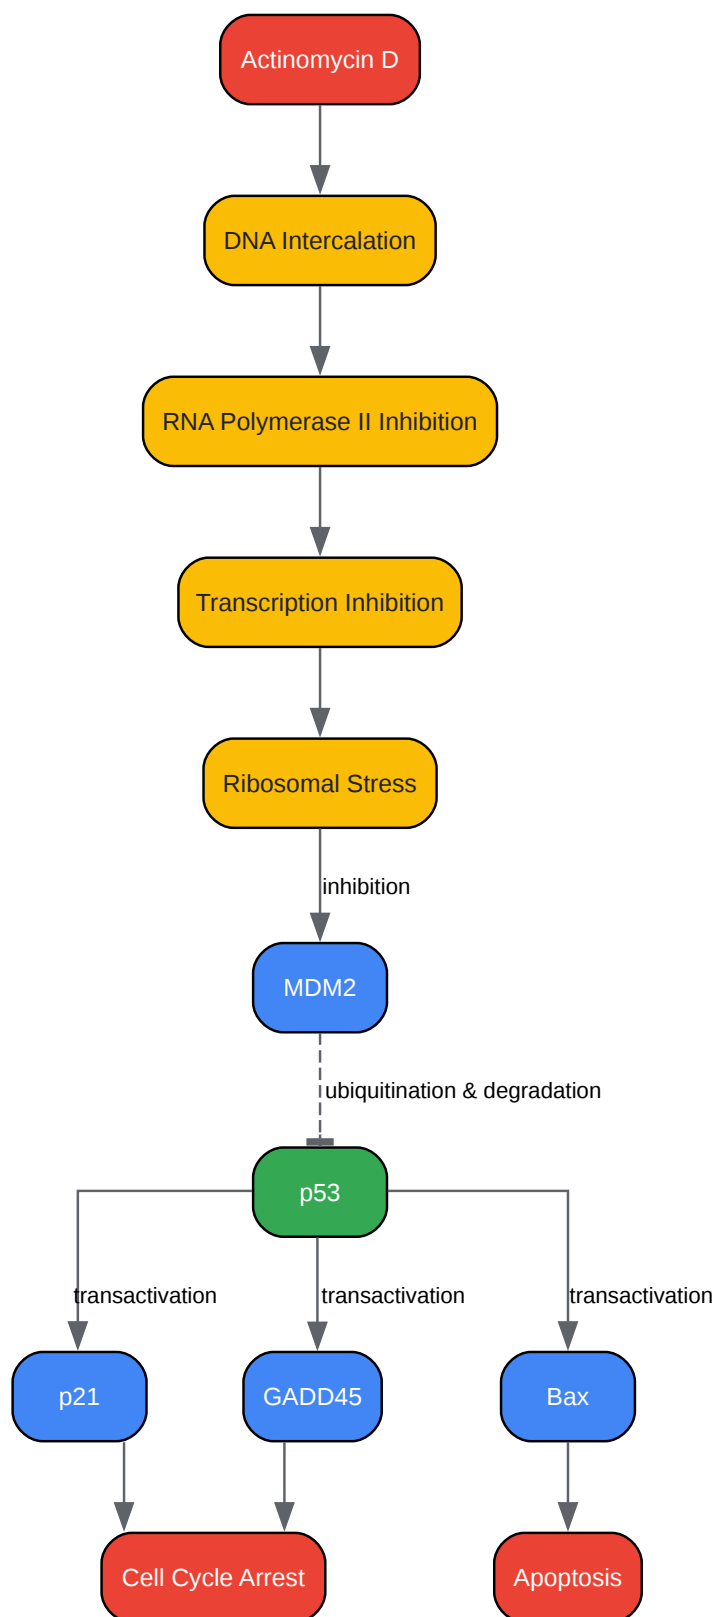 Actinomycin D
DNA Intercalation
RNA Polymerase II Inhibition
Transcription Inhibition
Ribosomal Stress
inhibition
MDM2
ubiquitination & degradation
p53
transactivation
transactivation
transactivation
p21
GADD45
Bax
Cell Cycle Arrest
Apoptosis